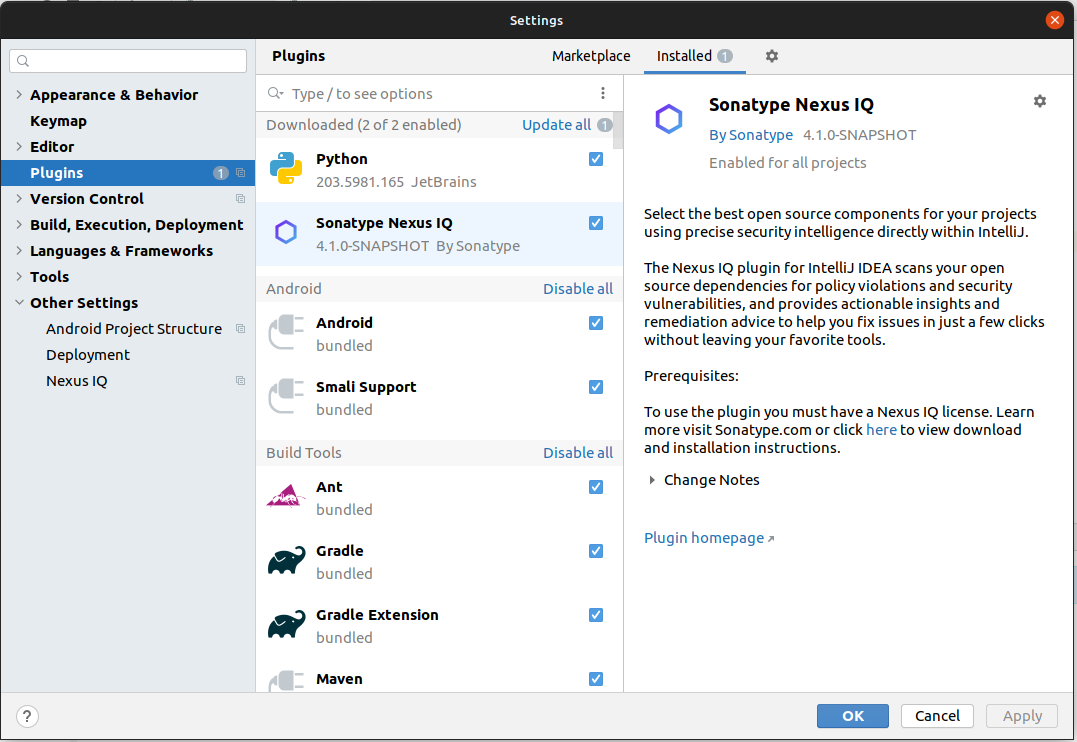 Settings
Plugins
Marketplace
Installed 1
Appearance & Behavior
Keymap
Editor
Plugins 1
Version Control
Build, Execution, Deployment
Languages & Frameworks
Tools
Other Settings
Android Project Structure
Deployment
Nexus IQ
Type / to see options
Downloaded (2 of 2 enabled)
Update all 1
Python
203.5981.165 JetBrains
Sonatype Nexus IQ
4.1.0-SNAPSHOT By Sonatype
Android
Disable all
Android
bundled
Smali Support
bundled
Build Tools
Disable all
Ant
bundled
Gradle
bundled
Gradle Extension
bundled
Maven
Sonatype Nexus IQ
By Sonatype 4.1.0-SNAPSHOT
Enabled for all projects
Select the best open source components for your projects
using precise security intelligence directly within IntelliJ.
The Nexus IQ plugin for IntelliJ IDEA scans your open
source dependencies for policy violations and security
vulnerabilities, and provides actionable insights and
remediation advice to help you fix issues in just a few clicks
without leaving your favorite tools.
Prerequisites:
To use the plugin you must have a Nexus IQ license. Learn
more visit Sonatype.com or click here to view download
and installation instructions.
Change Notes
Plugin homepage
?
OK
Cancel
Apply